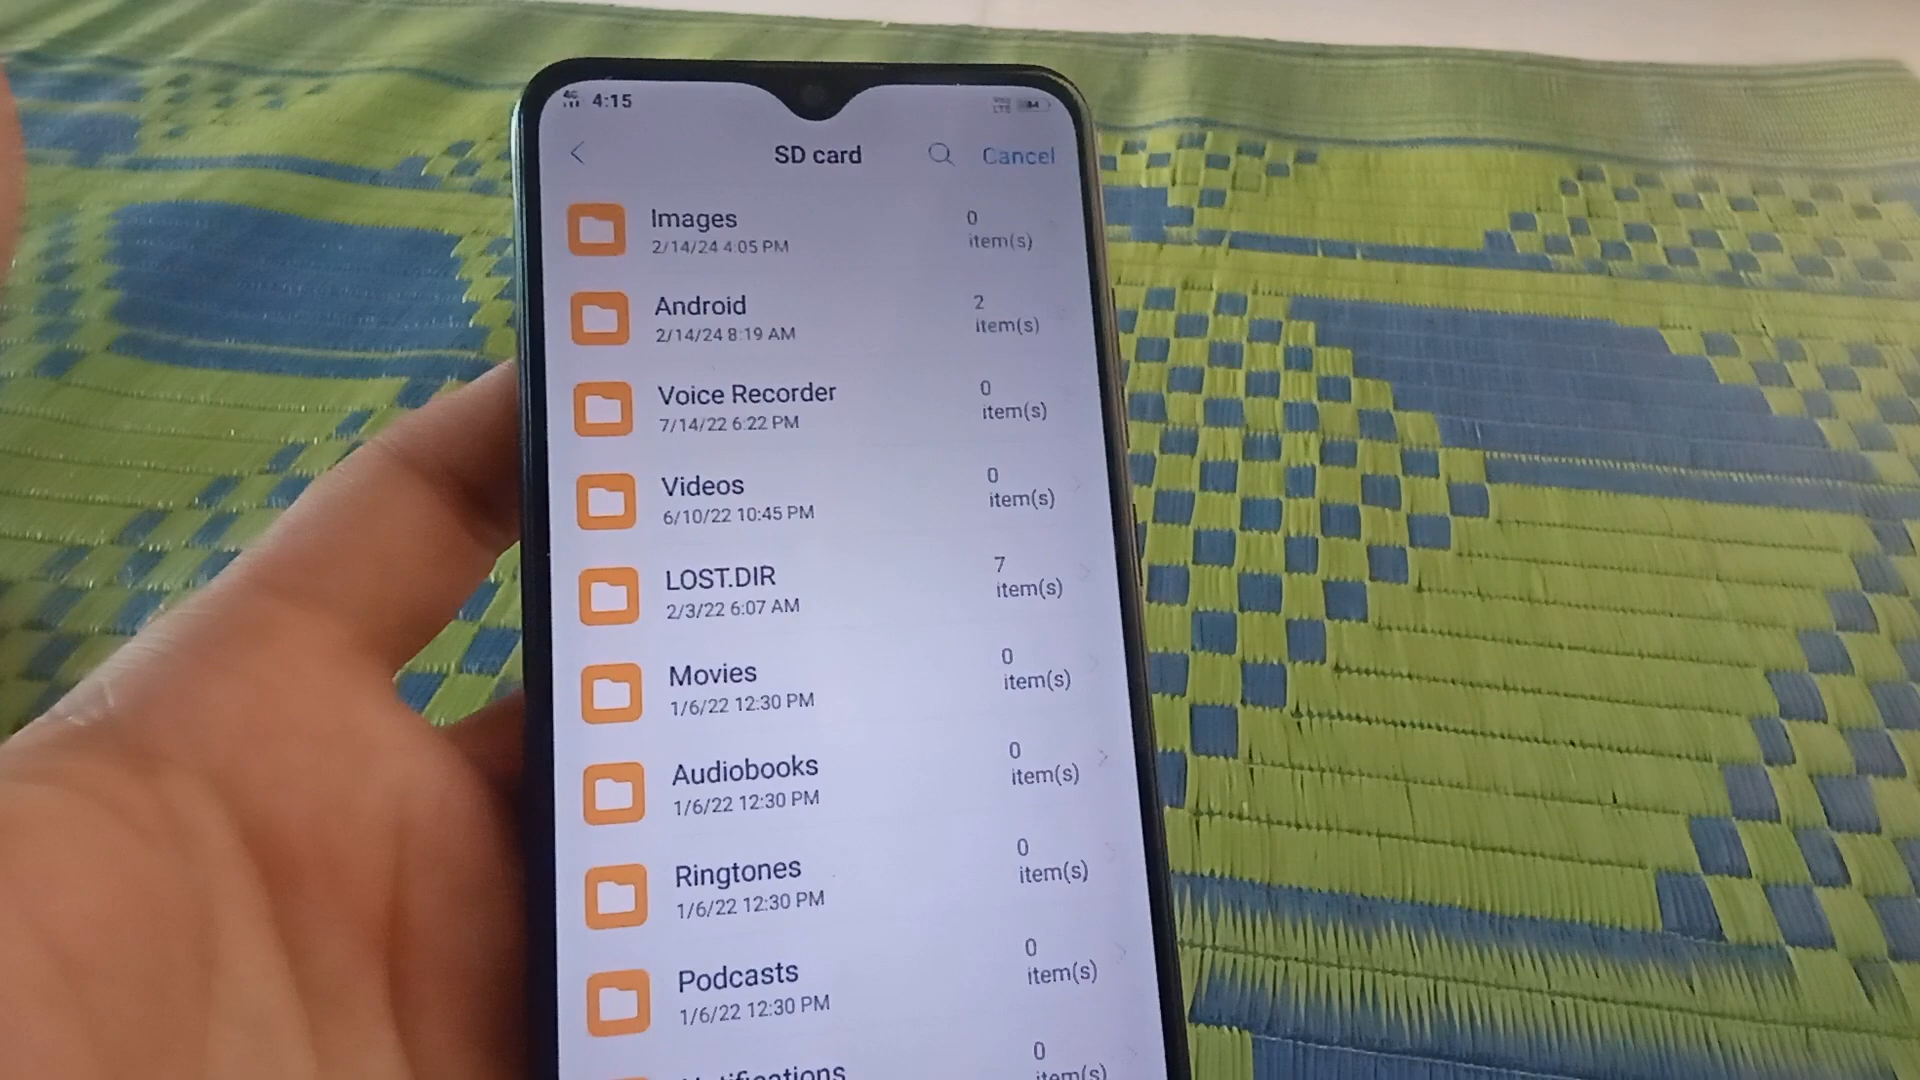 4G 4:15 84
SD card Cancel
Images 0
2/14/24 4:05 PM item(s)
Android 2
2/14/24 8:19 AM item(s)
Voice Recorder 0
7/14/22 6:22 PM item(s)
Videos 0
6/10/22 10:45 PM item(s)
LOST.DIR 7
2/3/22 6:07 AM item(s)
Movies 0
1/6/22 12:30 PM item(s)
Audiobooks 0
1/6/22 12:30 PM item(s)
Ringtones 0
1/6/22 12:30 PM item(s)
Podcasts 0
1/6/22 12:30 PM item(s)
Notifications 0
item(s)